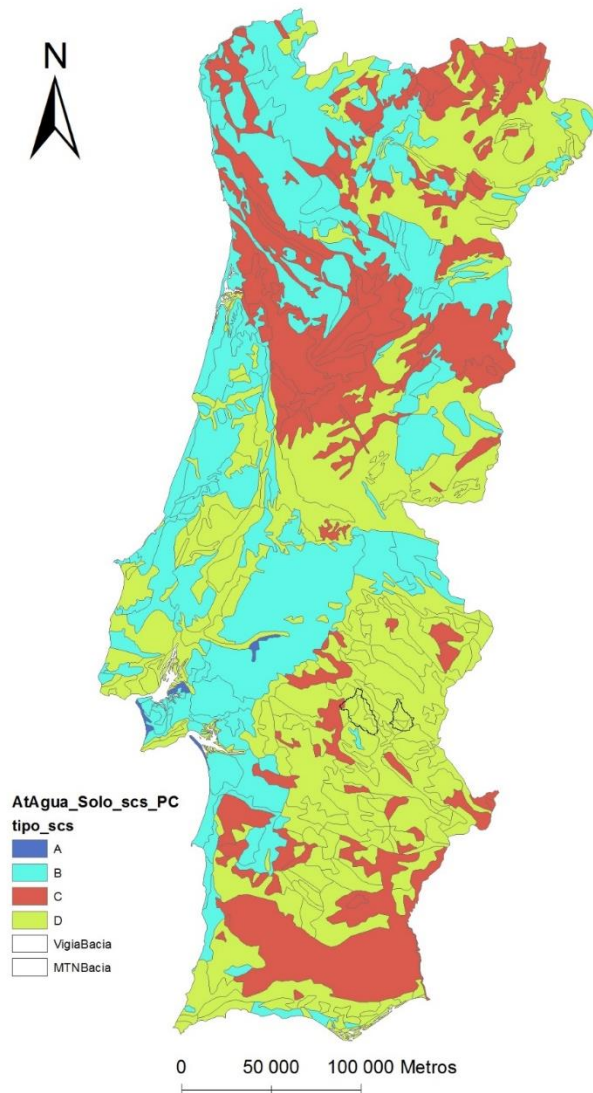 N
AtAgua_Solo_scs_PC
tipo_scs
A
B
C
D
VigiaBacia
MTNBacia
0 50 000 100 000 Metros